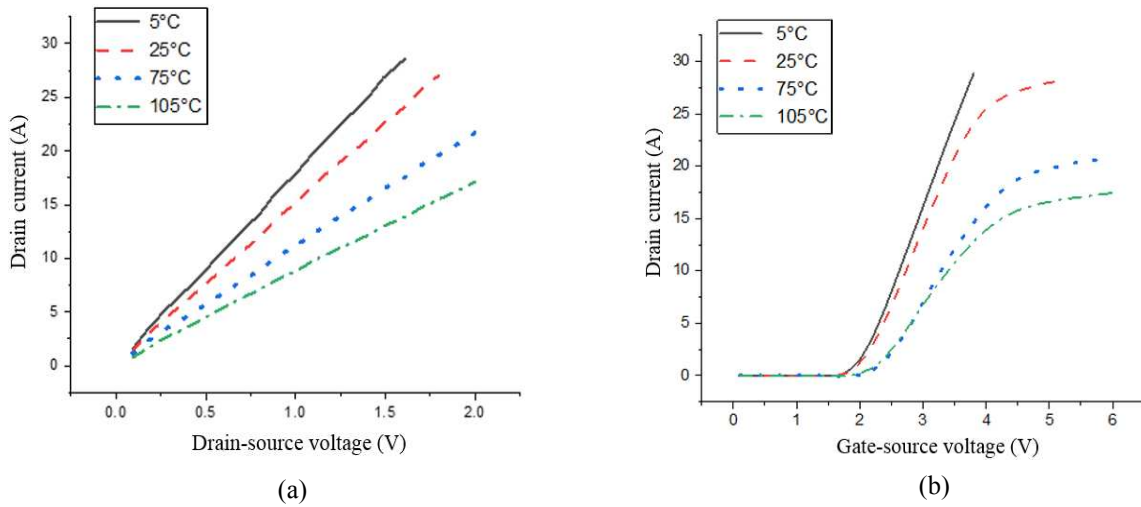 5°C
25°C
75°C
105°C
30
25
20
15
10
5
0
0.0 0.5 1.0 1.5 2.0
Drain current (A)
Drain-source voltage (V)
(a)
5°C
25°C
75°C
105°C
30
25
20
15
10
5
0
0 1 2 3 4 5 6
Drain current (A)
Gate-source voltage (V)
(b)